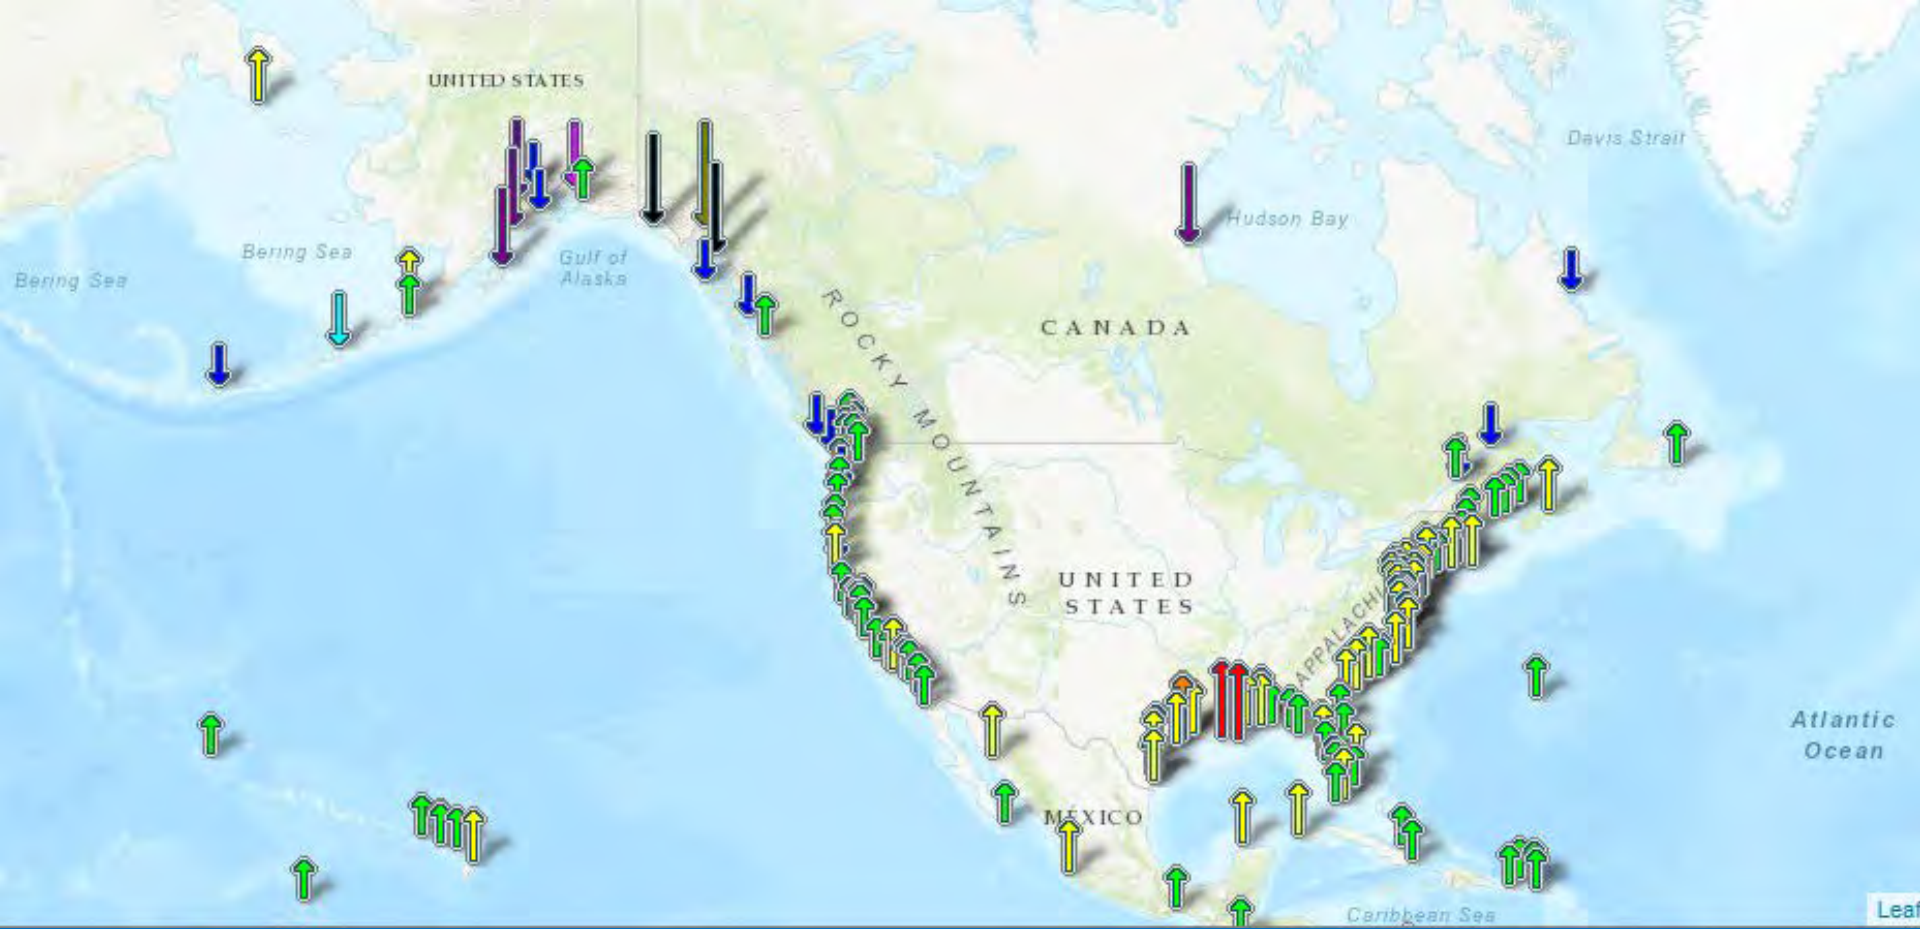 UNITED STATES
Davis Strait
Hudson Bay
Bering Sea
Gulf of
Alaska
Bering Sea
CANADA
ROCKY MOUNTAINS
UNITED
STATES
APPALACHI
Atlantic
Ocean
MEXICO
Caribbean Sea
Leaf